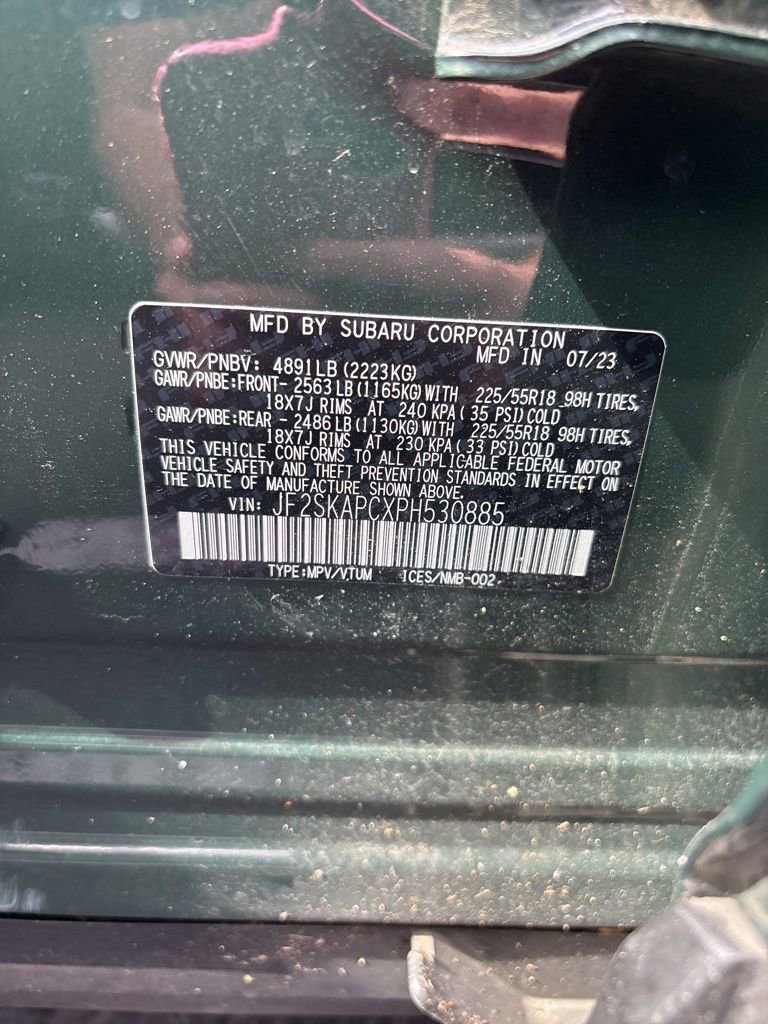 MFD BY SUBARU CORPORATION
MFD IN 07/23
GVWR/PNBV: 4891LB (2223KG)
GAWR/PNBE:FRONT- 2563LB (1165KG) WITH 225/55R18 98H TIRES,
18X7J RIMS AT 240 KPA (35 PSI) COLD
GAWR/PNBE:REAR - 2486LB (1130KG) WITH 225/55R18 98H TIRES,
18X7J RIMS AT 230 KPA (33 PSI) COLD
THIS VEHICLE CONFORMS TO ALL APPLICABLE FEDERAL MOTOR
VEHICLE SAFETY AND THEFT PREVENTION STANDARDS IN EFFECT ON
THE DATE OF MANUFACTURE SHOWN ABOVE.
VIN: JF2SKAPCXPH530885
TYPE:MPV/VTUM ICES/NMB-002